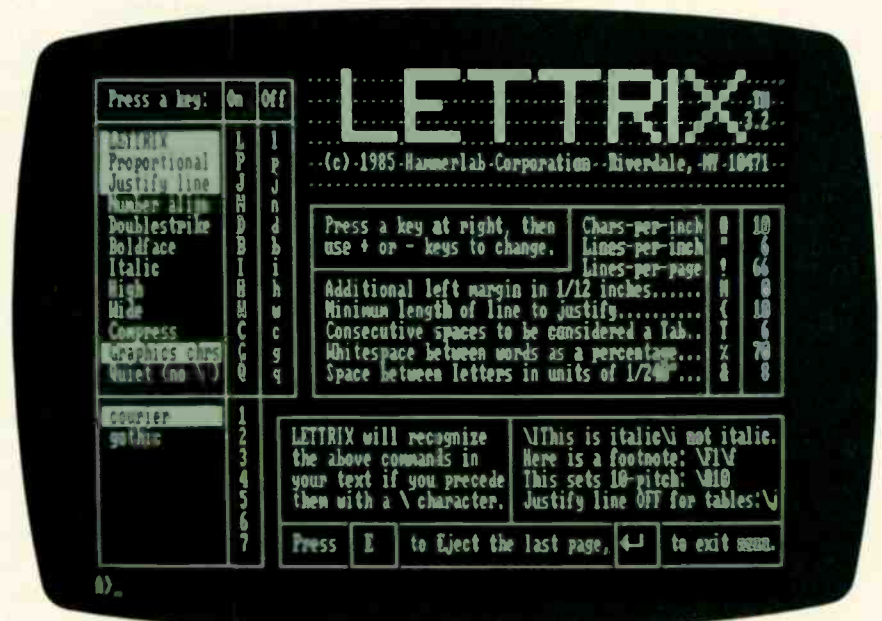 Press a key: On Off
LETTRIX L l
Proportional P p
Justify line J j
Number align N n
Doublestrike D d
Boldface B b
Italic I i
High H h
Wide W w
Compress C c
Graphics chrs G g
Quiet (no \) Q q
courier 1
gothic 2
3
4
5
6
7
LETTRIX TM
3.2
(c) 1985 Hammerlab Corporation Riverdale, NY 10471
Press a key at right, then
use + or - keys to change.
Chars-per-inch @ 10
Lines-per-inch " 6
Lines-per-page ! 66
Additional left margin in 1/12 inches....... M 0
Minimum length of line to justify....... { 10
Consecutive spaces to be considered a Tab.. T 6
Whitespace between words as a percentage... % 70
Space between letters in units of 1/240"... & 8
LETTRIX will recognize
the above commands in
your text if you precede
them with a \ character.
\IThis is italic\i not italic.
Here is a footnote: \F1\f
This sets 10-pitch: \@10
Justify line OFF for tables:\j
Press E to Eject the last page, ↵ to exit menu.
A>_